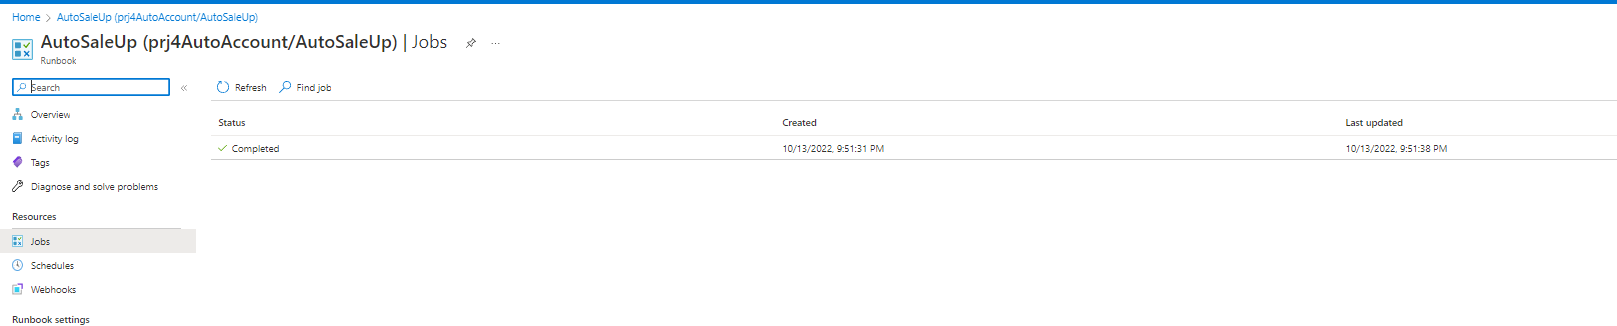 Home > AutoSaleUp (prj4AutoAccount/AutoSaleUp)
AutoSaleUp (prj4AutoAccount/AutoSaleUp) | Jobs
Runbook
Search
Refresh Find job
Overview
Activity log
Tags
Diagnose and solve problems
Resources
Jobs
Schedules
Webhooks
Runbook settings
Status Created Last updated
Completed 10/13/2022, 9:51:31 PM 10/13/2022, 9:51:38 PM